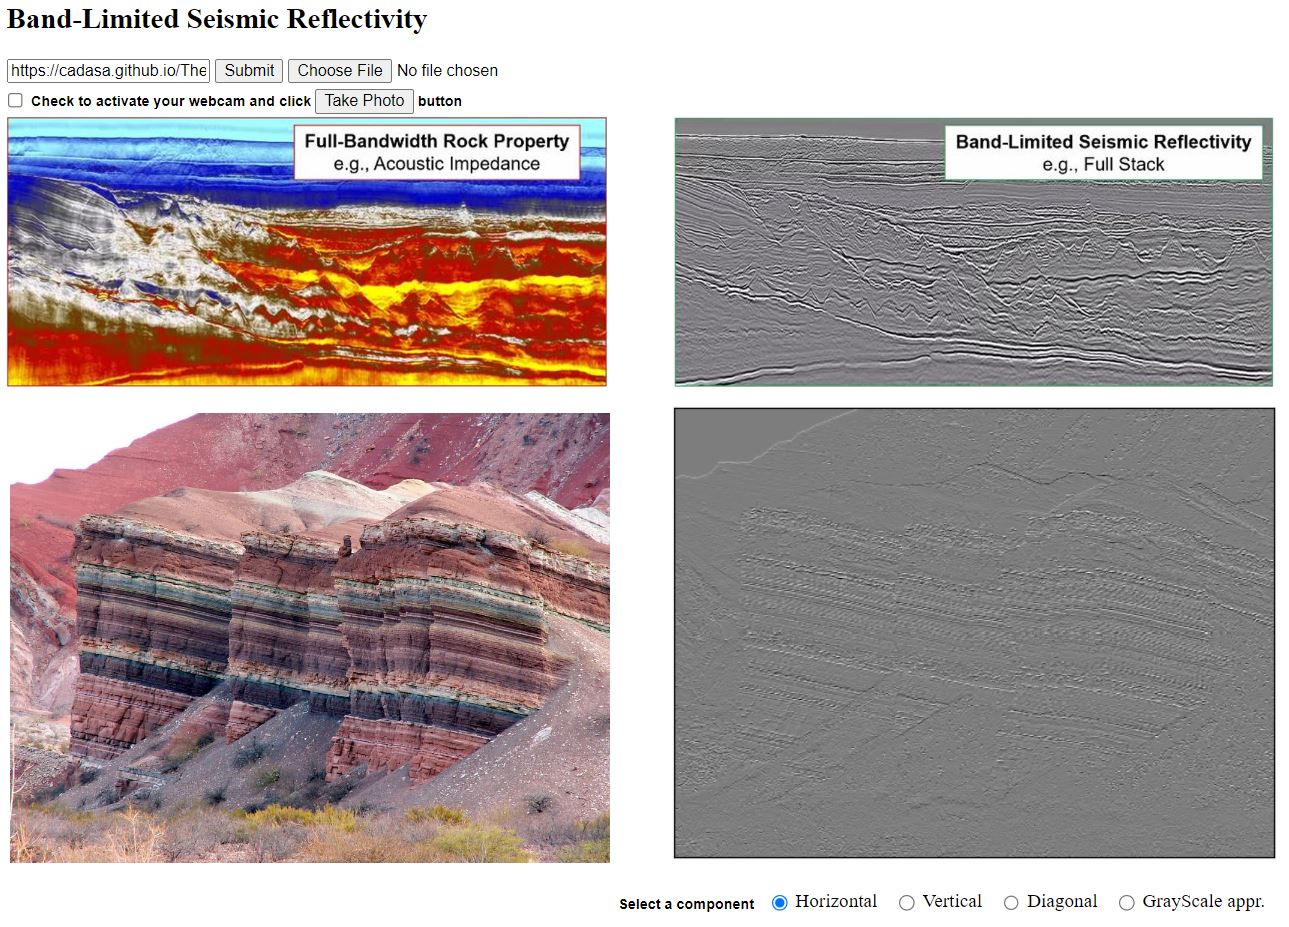 Band-Limited Seismic Reflectivity
https://cadasa.github.io/The Submit Choose File No file chosen
Check to activate your webcam and click Take Photo button
Full-Bandwidth Rock Property
e.g., Acoustic Impedance
Band-Limited Seismic Reflectivity
e.g., Full Stack
Select a component Horizontal Vertical Diagonal GrayScale appr.